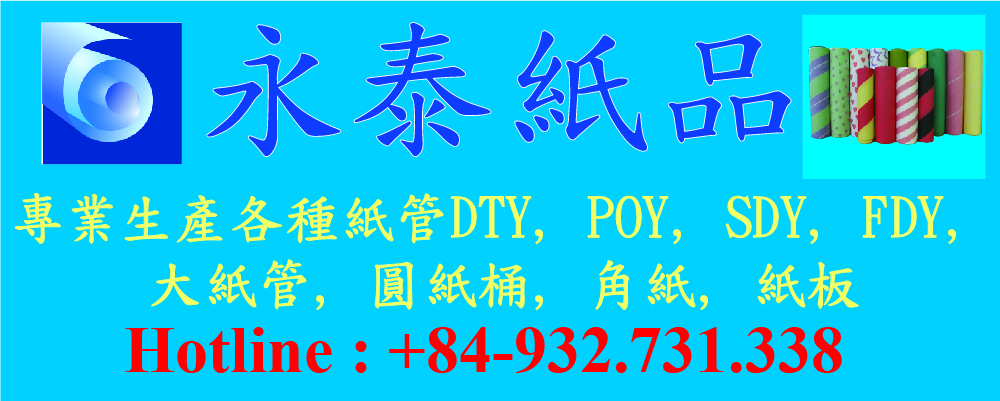 永泰紙品
專業生產各種紙管DTY, POY, SDY, FDY,
大紙管, 圓紙桶, 角紙, 紙板
Hotline : +84-932.731.338